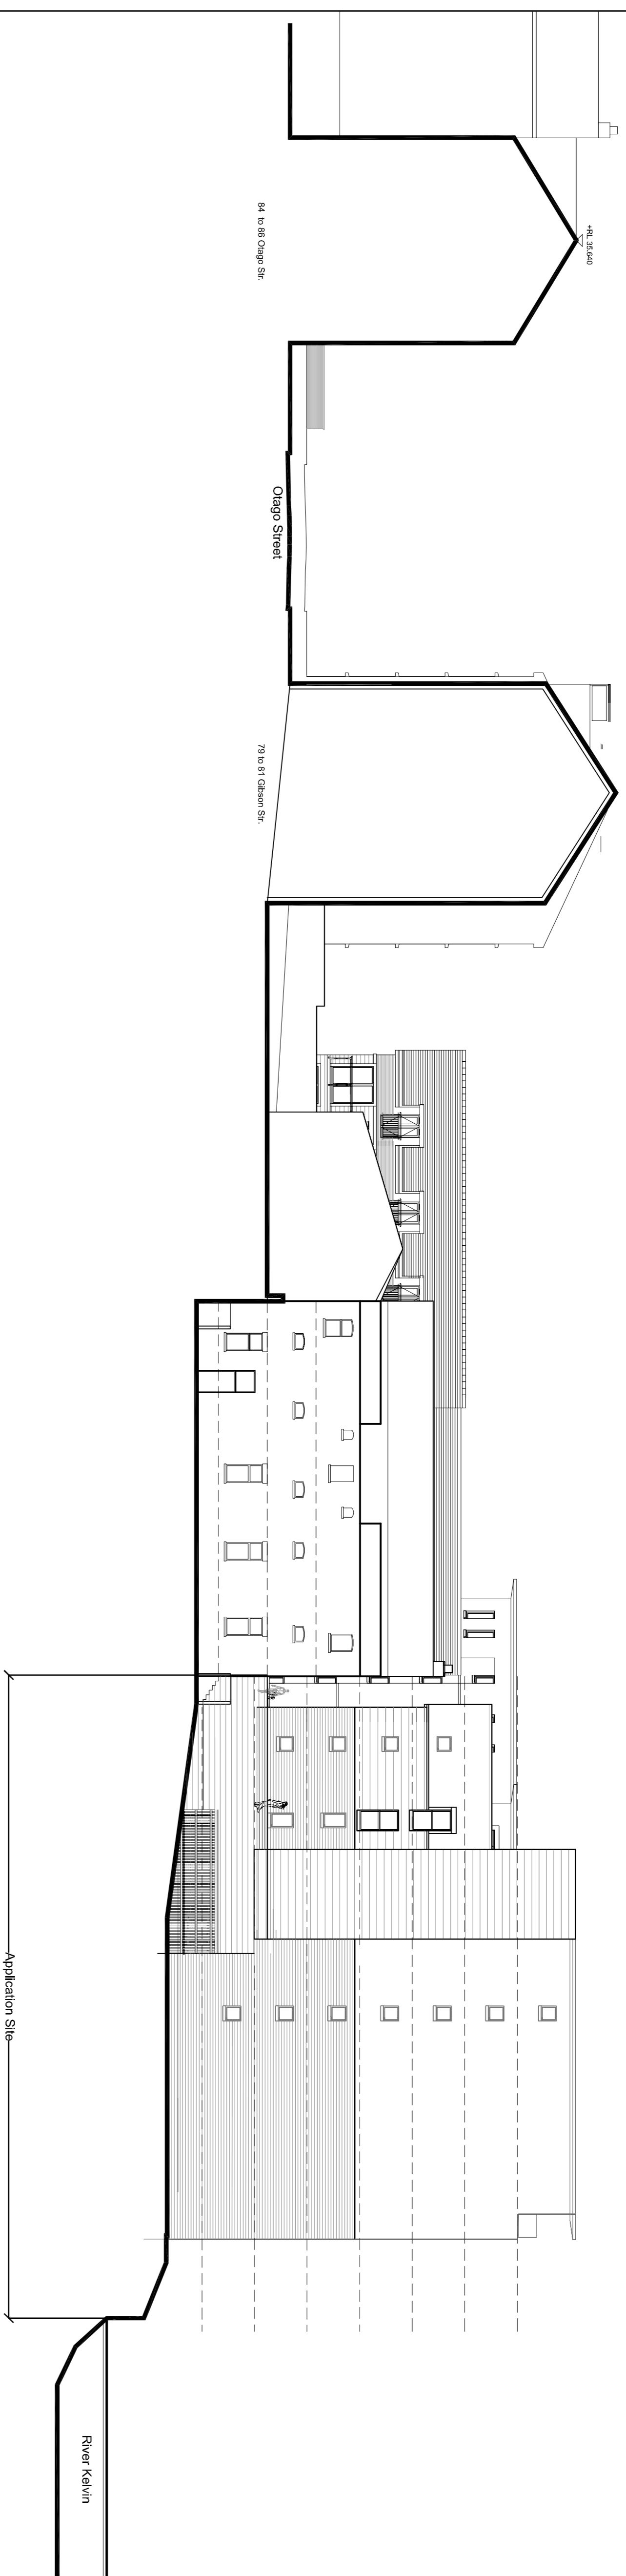 +RL 35.640
84 to 86 Otago Str.
Otago Street
79 to 81 Gibson Str.
Application Site
River Kelvin